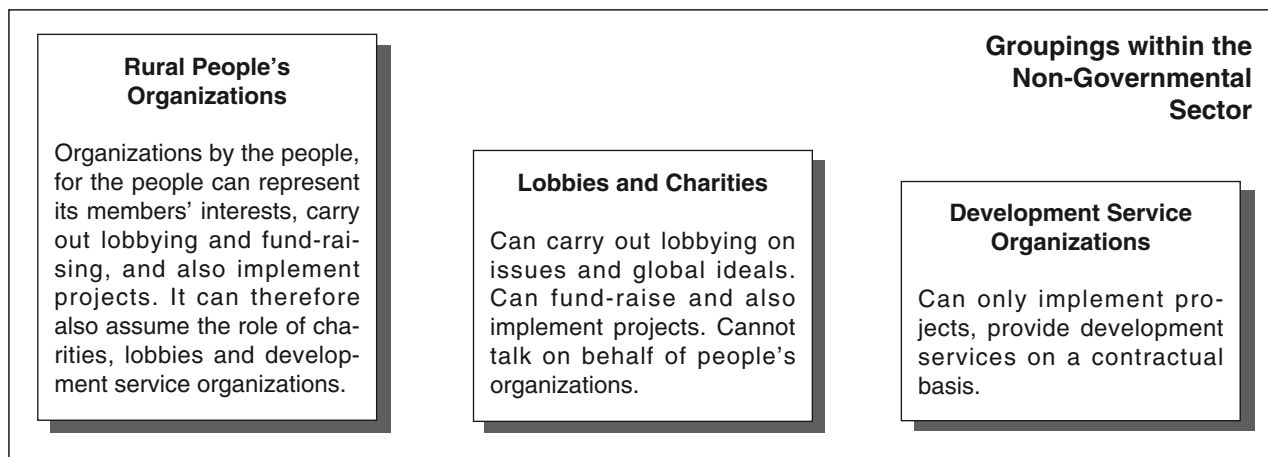 Groupings within the
Non-Governmental
Sector
Rural People's
Organizations
Organizations by the people,
for the people can represent
its members' interests, carry
out lobbying and fund-rai-
sing, and also implement
projects. It can therefore
also assume the role of cha-
rities, lobbies and develop-
ment service organizations.
Lobbies and Charities
Can carry out lobbying on
issues and global ideals.
Can fund-raise and also
implement projects. Cannot
talk on behalf of people's
organizations.
Development Service
Organizations
Can only implement pro-
jects, provide development
services on a contractual
basis.